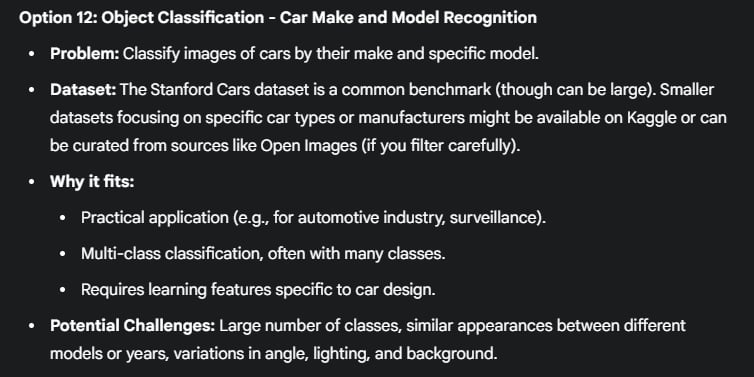 Option 12: Object Classification - Car Make and Model Recognition
• Problem: Classify images of cars by their make and specific model.
• Dataset: The Stanford Cars dataset is a common benchmark (though can be large). Smaller
datasets focusing on specific car types or manufacturers might be available on Kaggle or can
be curated from sources like Open Images (if you filter carefully).
• Why it fits:
• Practical application (e.g., for automotive industry, surveillance).
• Multi-class classification, often with many classes.
• Requires learning features specific to car design.
• Potential Challenges: Large number of classes, similar appearances between different
models or years, variations in angle, lighting, and background.